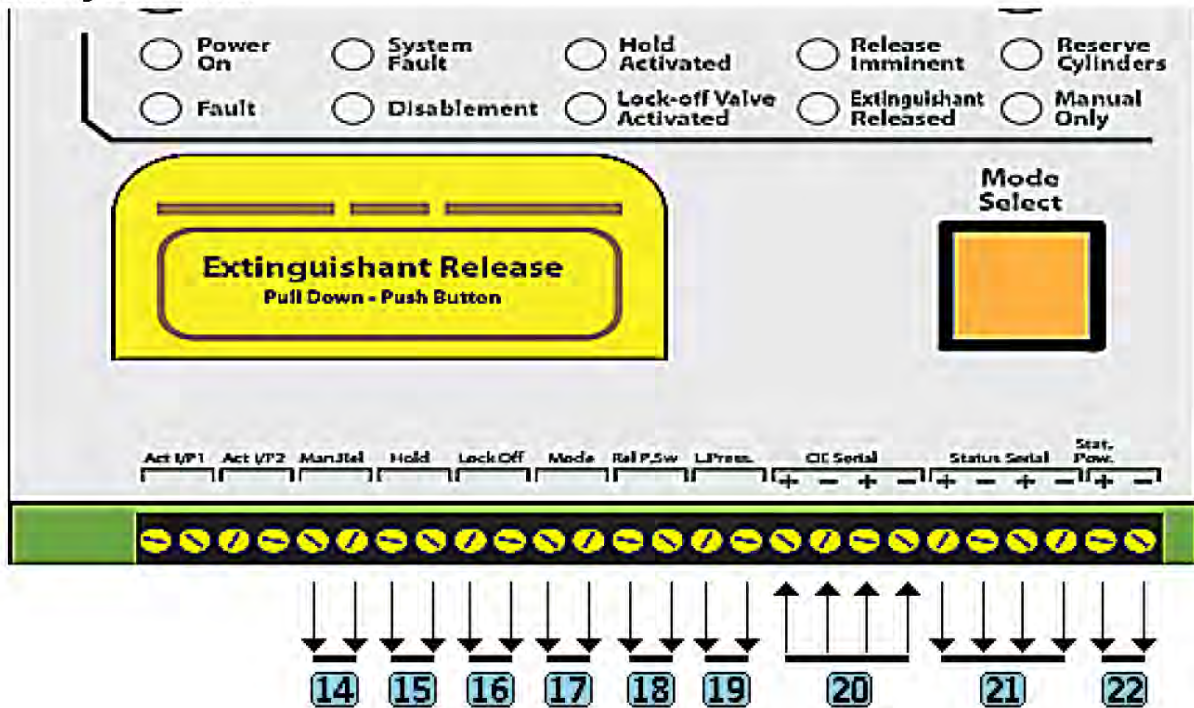 Power On
System Fault
Hold Activated
Release Imminent
Reserve Cylinders
Fault
Disablement
Lock-off Valve Activated
Extinguishant Released
Manual Only
Mode Select
Extinguishant Release
Pull Down - Push Button
Act I/P1 Act I/P2 Man.Rel Hold Lock Off Mode Rel P.Sw L.Press. CIE Serial Status Serial Stat. Pow.
+ - + - + - + - + -
14 15 16 17 18 19 20 21 22